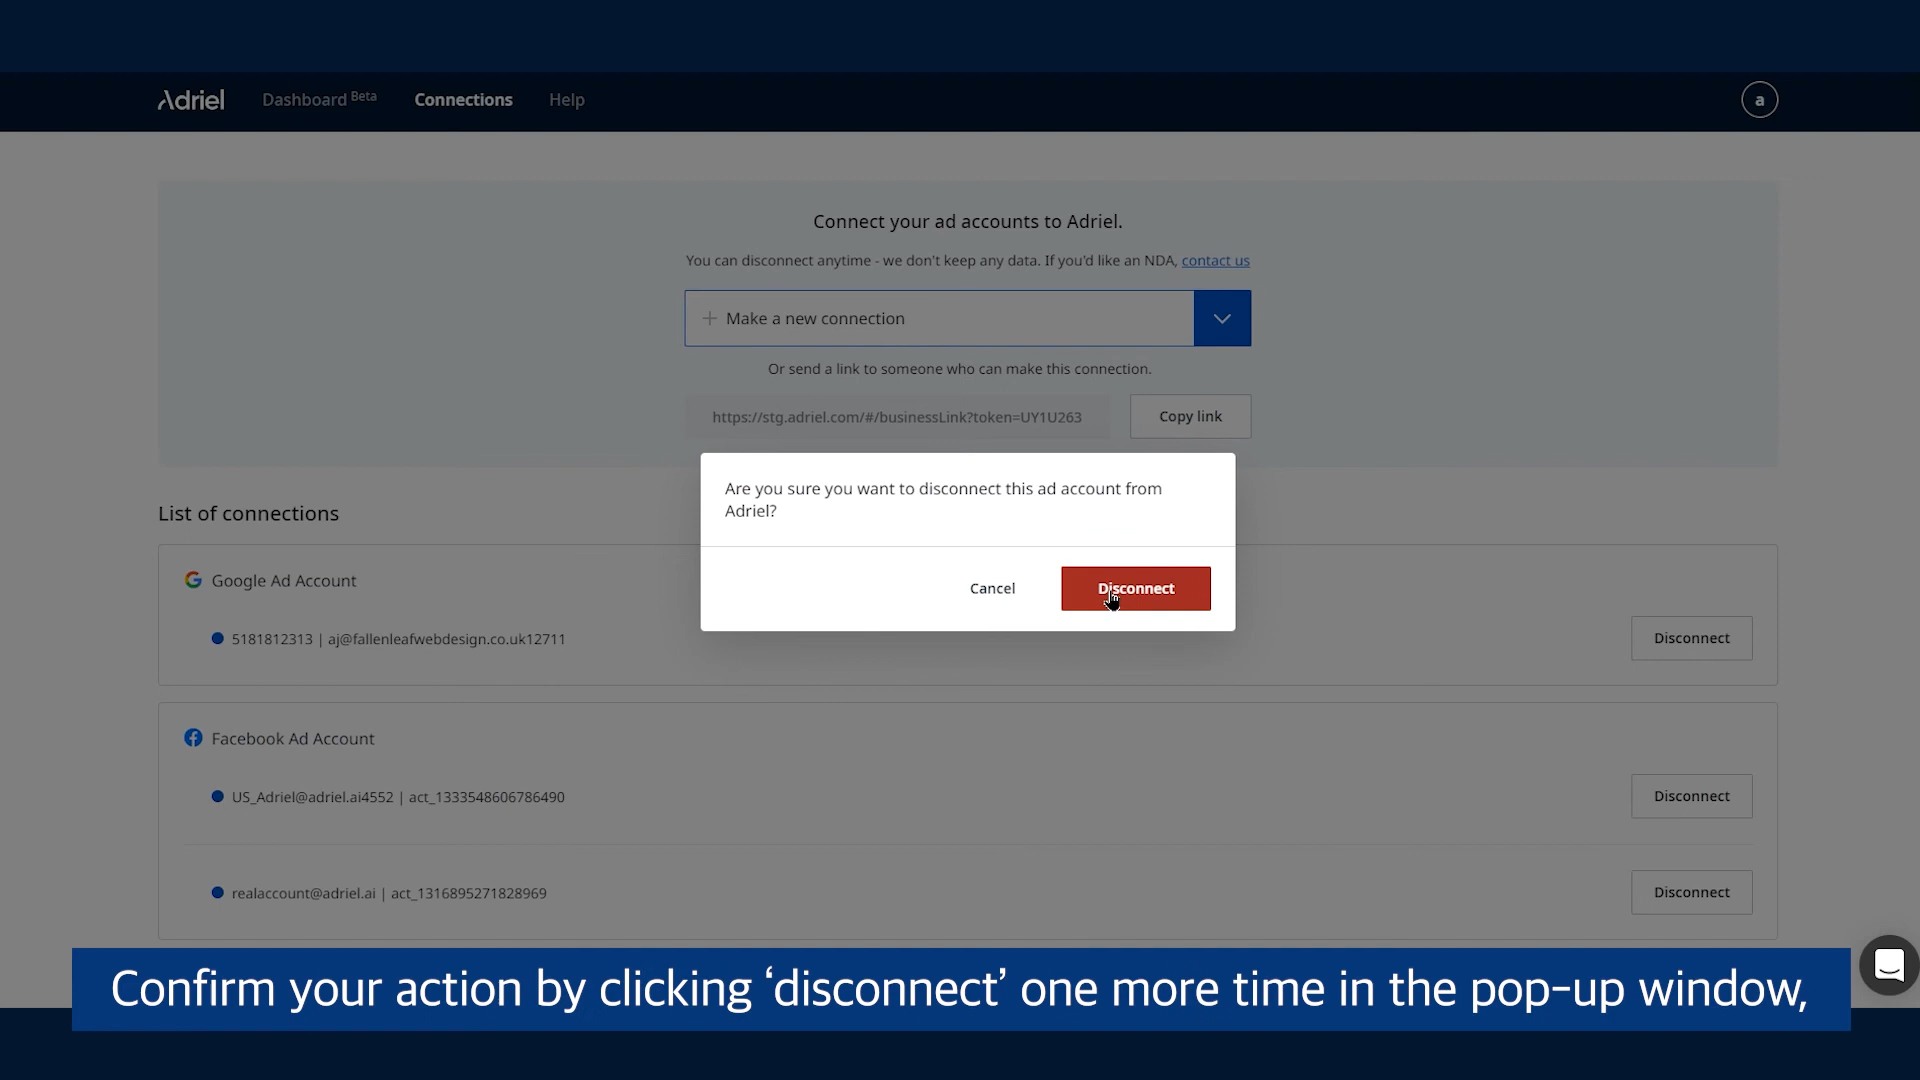 Adriel
Dashboard Beta
Connections
Help
a
Connect your ad accounts to Adriel.
You can disconnect anytime - we don't keep any data. If you'd like an NDA, contact us
Make a new connection
Or send a link to someone who can make this connection.
https://stg.adriel.com/#/businessLink?token=UY1U263
Copy link
Are you sure you want to disconnect this ad account from
Adriel?
Cancel
Disconnect
List of connections
Google Ad Account
5181812313 | aj@fallenleafwebdesign.co.uk12711
Disconnect
Facebook Ad Account
US_Adriel@adriel.ai4552 | act_1333548606786490
Disconnect
realaccount@adriel.ai | act_1316895271828969
Disconnect
Confirm your action by clicking ‘disconnect’ one more time in the pop-up window,